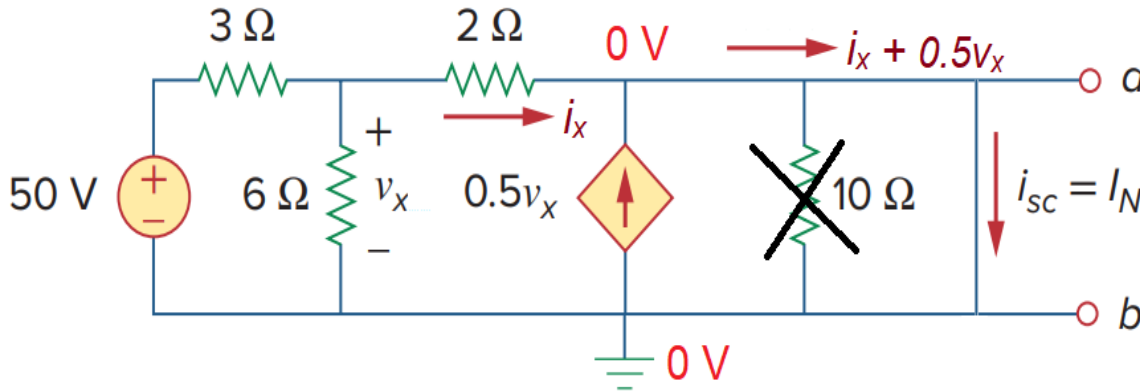 3 Ω
2 Ω
0 V
i_x + 0.5v_x
a
+
i_x
50 V
+
−
6 Ω
v_x
0.5v_x
10 Ω
i_sc = I_N
−
b
0 V